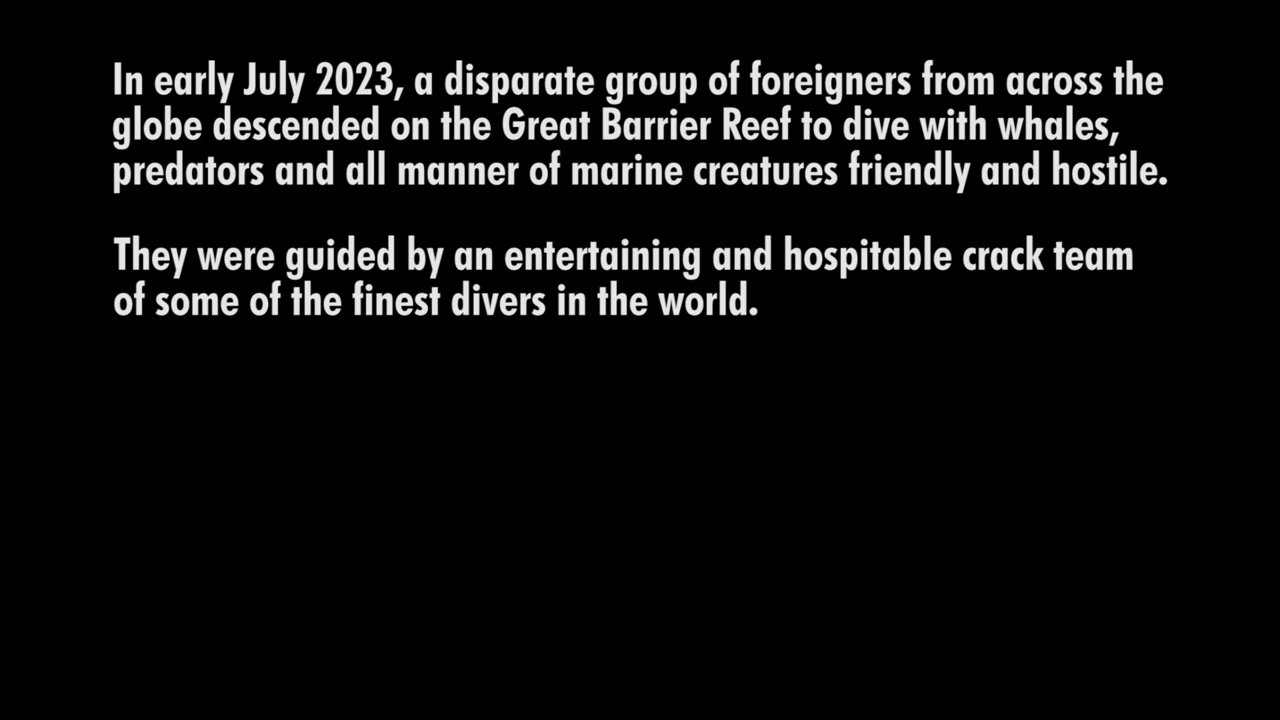 In early July 2023, a disparate group of foreigners from across the
globe descended on the Great Barrier Reef to dive with whales,
predators and all manner of marine creatures friendly and hostile.
They were guided by an entertaining and hospitable crack team
of some of the finest divers in the world.